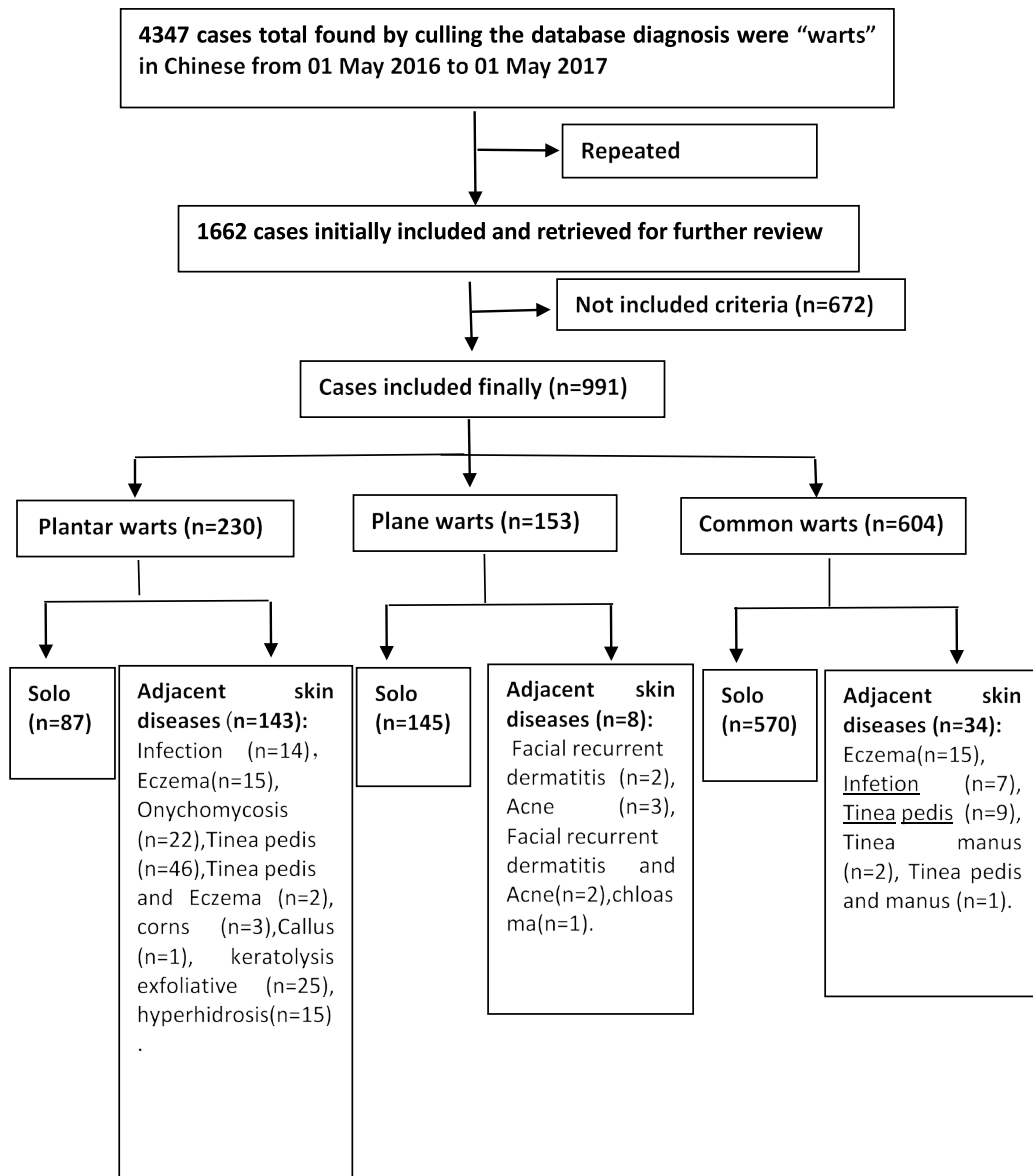 4347 cases total found by culling the database diagnosis were “warts”
in Chinese from 01 May 2016 to 01 May 2017
Repeated
1662 cases initially included and retrieved for further review
Not included criteria (n=672)
Cases included finally (n=991)
Plantar warts (n=230)
Plane warts (n=153)
Common warts (n=604)
Solo
(n=87)
Adjacent skin
diseases (n=143):
Infection (n=14)，
Eczema(n=15),
Onychomycosis
(n=22),Tinea pedis
(n=46),Tinea pedis
and Eczema (n=2),
corns (n=3),Callus
(n=1), keratolysis
exfoliative (n=25),
hyperhidrosis(n=15)
.
Solo
(n=145)
Adjacent skin
diseases (n=8):
Facial recurrent
dermatitis (n=2),
Acne (n=3),
Facial recurrent
dermatitis and
Acne(n=2),chloas
ma(n=1).
Solo
(n=570)
Adjacent skin
diseases (n=34):
Eczema(n=15),
Infetion (n=7),
Tinea pedis (n=9),
Tinea manus
(n=2), Tinea pedis
and manus (n=1).